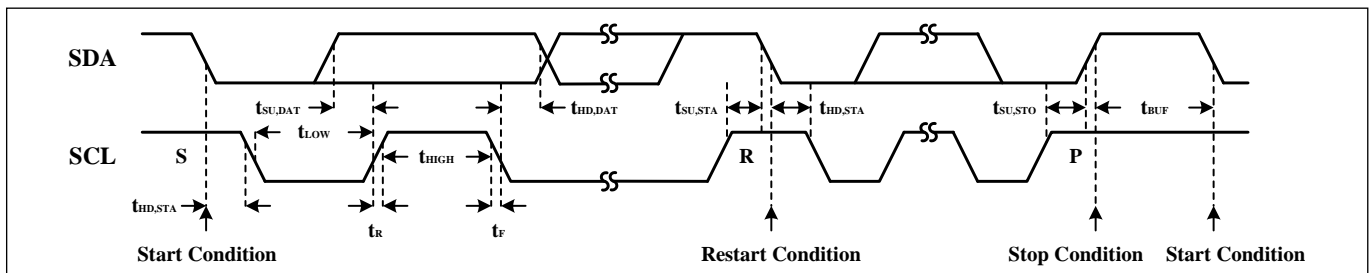 SDA
tSU,DAT
tHD,DAT
tSU,STA
tHD,STA
tSU,STO
tBUF
tLOW
SCL
S
tHIGH
R
P
tHD,STA
tR
tF
Start Condition
Restart Condition
Stop Condition
Start Condition